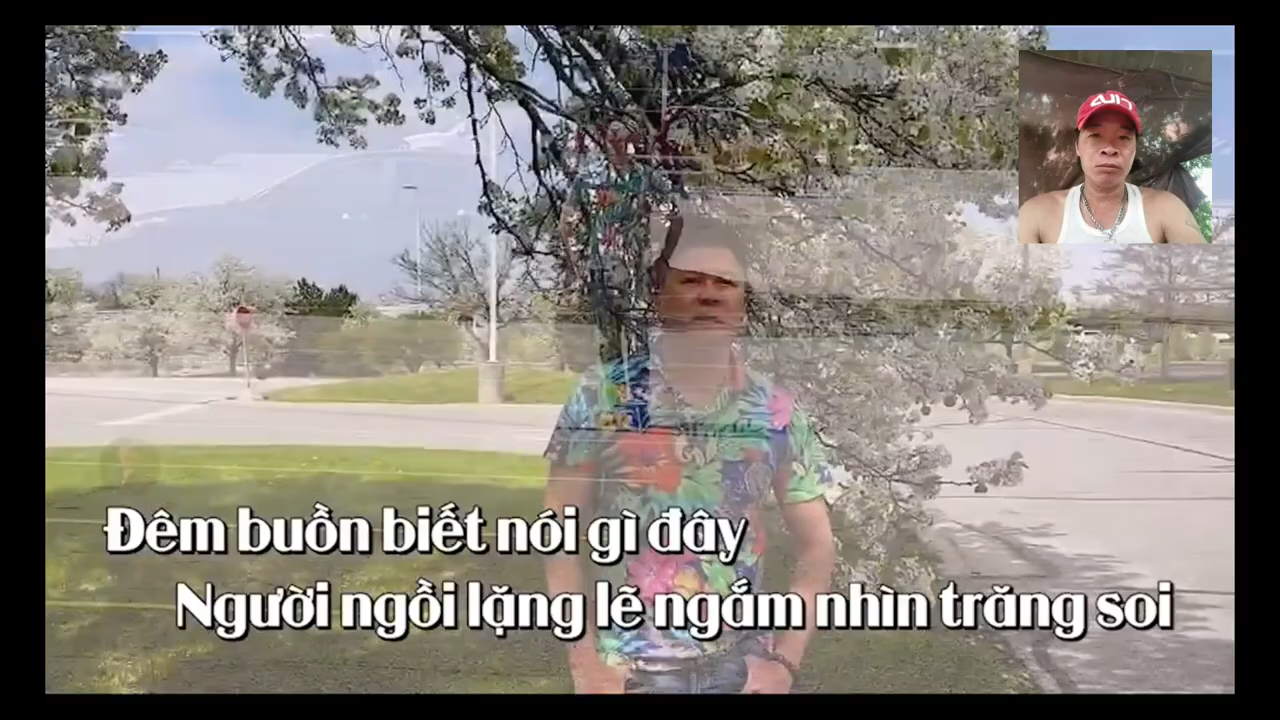 Đêm buồn biết nói gì đây
Người ngồi lặng lẽ ngắm nhìn trăng soi